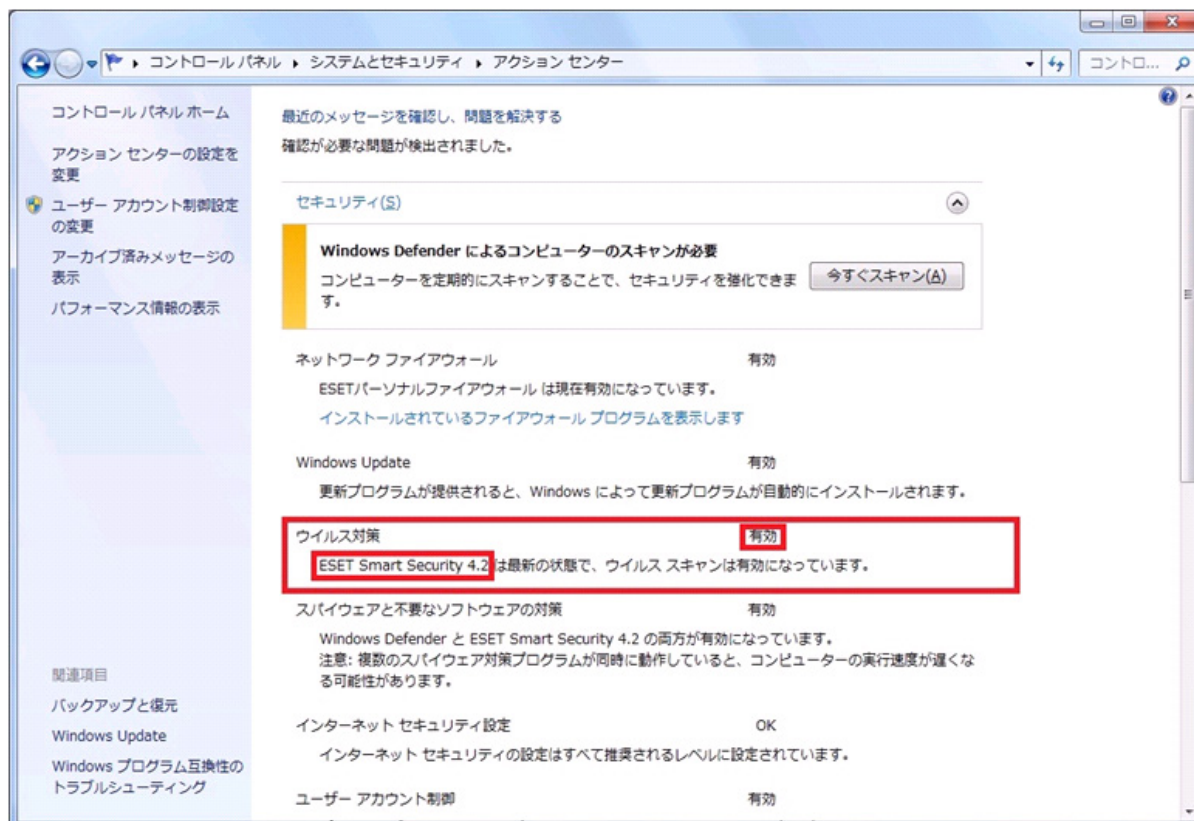 コントロール パネル ▸ システムとセキュリティ ▸ アクション センター
コントロ...
コントロール パネル ホーム
アクション センターの設定を
変更
ユーザー アカウント制御設定
の変更
アーカイブ済みメッセージの
表示
パフォーマンス情報の表示
関連項目
バックアップと復元
Windows Update
Windows プログラム互換性の
トラブルシューティング
最近のメッセージを確認し、問題を解決する
確認が必要な問題が検出されました。
セキュリティ(S)
Windows Defender によるコンピューターのスキャンが必要
コンピューターを定期的にスキャンすることで、セキュリティを強化できま
す。
今すぐスキャン(A)
ネットワーク ファイアウォール 有効
ESETパーソナルファイアウォール は現在有効になっています。
インストールされているファイアウォール プログラムを表示します
Windows Update 有効
更新プログラムが提供されると、Windows によって更新プログラムが自動的にインストールされます。
ウイルス対策 有効
ESET Smart Security 4.2 は最新の状態で、ウイルス スキャンは有効になっています。
スパイウェアと不要なソフトウェアの対策 有効
Windows Defender と ESET Smart Security 4.2 の両方が有効になっています。
注意: 複数のスパイウェア対策プログラムが同時に動作していると、コンピューターの実行速度が遅くな
る可能性があります。
インターネット セキュリティ設定 OK
インターネット セキュリティの設定はすべて推奨されるレベルに設定されています。
ユーザー アカウント制御 有効